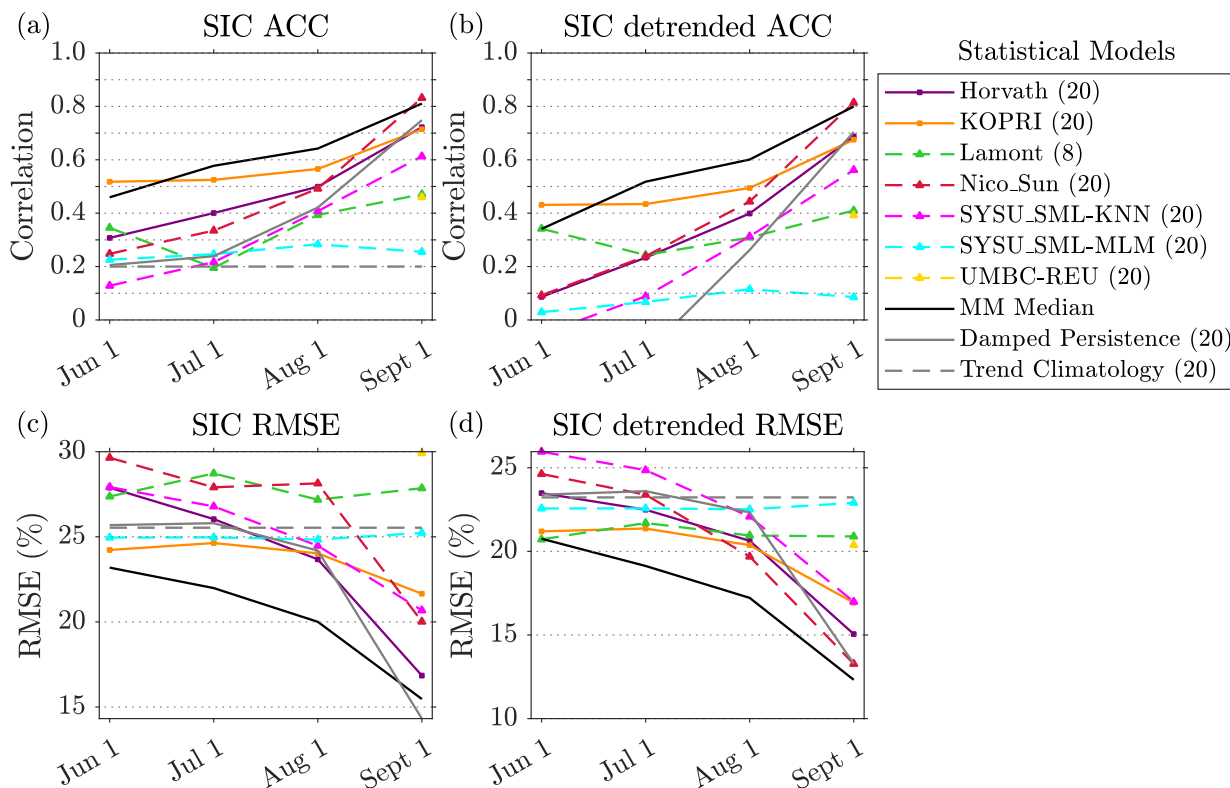 (a) SIC ACC
1.0
0.8
0.6
0.4
0.2
0
Correlation
Jun 1
Jul 1
Aug 1
Sept 1
(b) SIC detrended ACC
1.0
0.8
0.6
0.4
0.2
0
Correlation
Jun 1
Jul 1
Aug 1
Sept 1
Statistical Models
Horvath (20)
KOPRI (20)
Lamont (8)
Nico_Sun (20)
SYSU_SML-KNN (20)
SYSU_SML-MLM (20)
UMBC-REU (20)
MM Median
Damped Persistence (20)
Trend Climatology (20)
(c) SIC RMSE
30
25
20
15
RMSE (%)
Jun 1
Jul 1
Aug 1
Sept 1
(d) SIC detrended RMSE
25
20
15
10
RMSE (%)
Jun 1
Jul 1
Aug 1
Sept 1